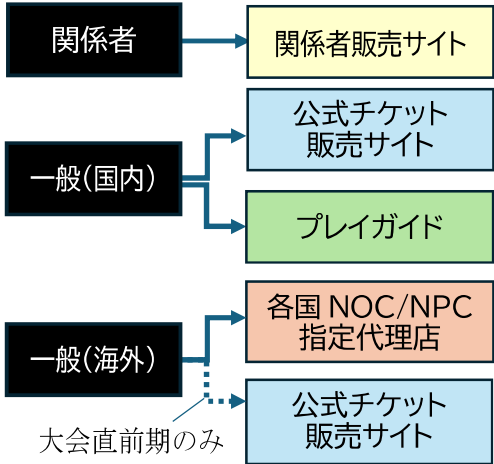 関係者
関係者販売サイト
一般(国内)
公式チケット
販売サイト
プレイガイド
一般(海外)
各国 NOC/NPC
指定代理店
公式チケット
販売サイト
大会直前期のみ